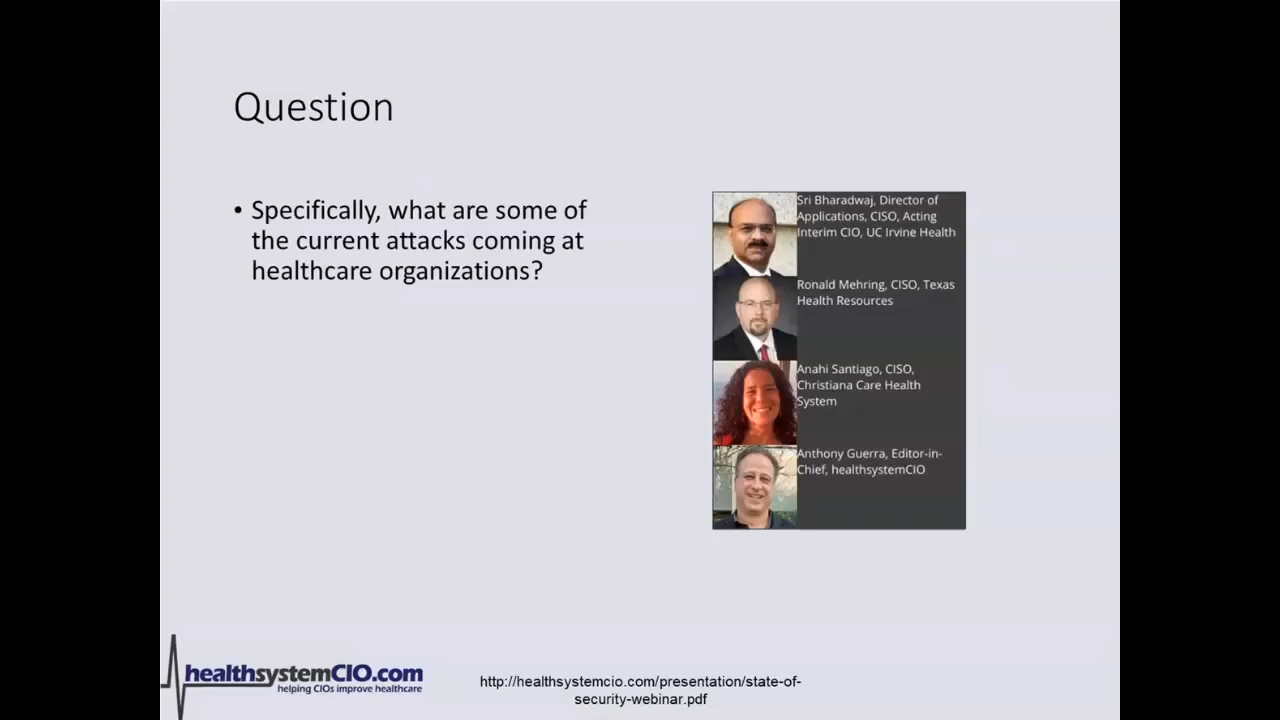 Question
• Specifically, what are some of
the current attacks coming at
healthcare organizations?
Sri Bharadwaj, Director of
Applications, CISO, Acting
Interim CIO, UC Irvine Health
Ronald Mehring, CISO, Texas
Health Resources
Anahi Santiago, CISO,
Christiana Care Health
System
Anthony Guerra, Editor-in-
Chief, healthsystemCIO
healthsystemCIO.com
helping CIOs improve healthcare
http://healthsystemcio.com/presentation/state-of-
security-webinar.pdf